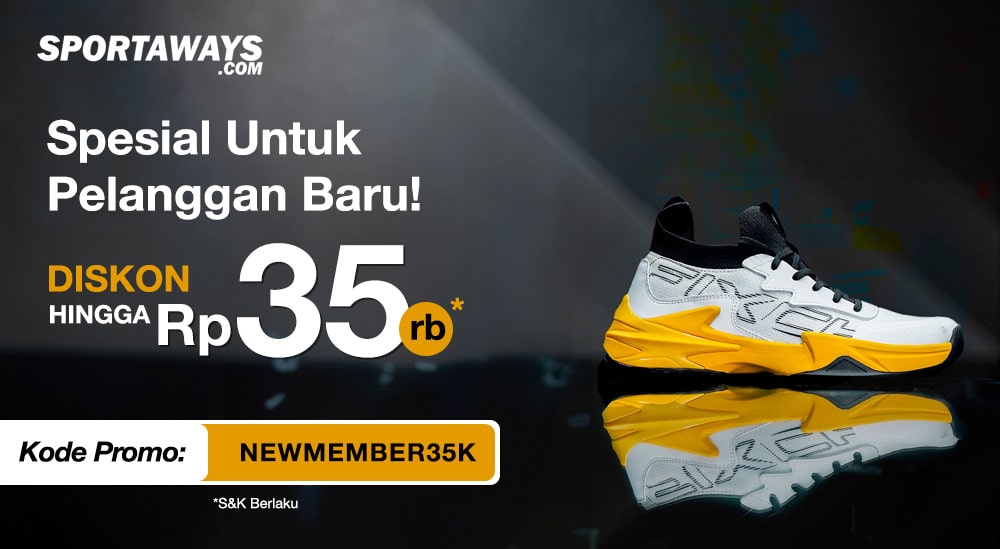 SPORTAWAYS
.COM
Spesial Untuk
Pelanggan Baru!
DISKON
HINGGA Rp35rb*
Kode Promo: NEWMEMBER35K
*S&K Berlaku